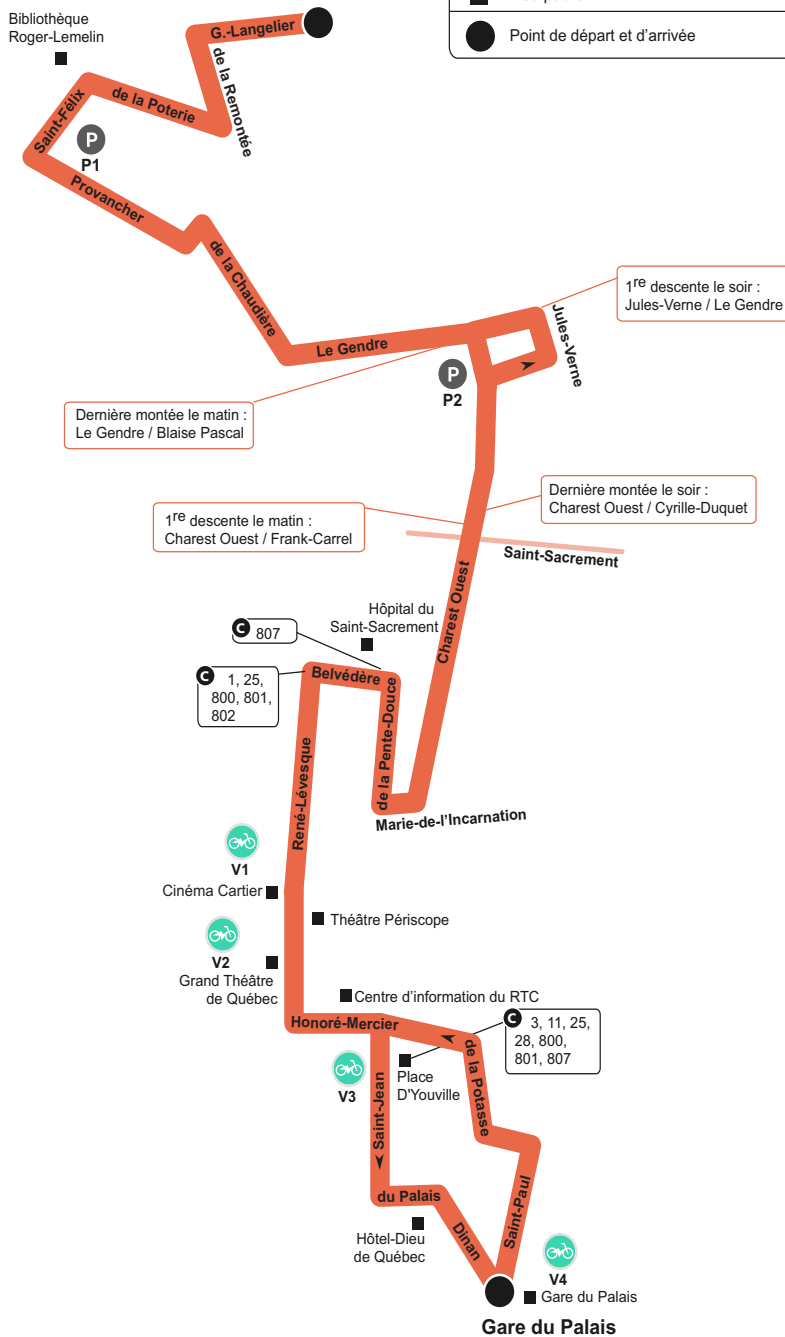 Bibliothèque
Roger-Lemelin
G.-Langelier
Point de départ et d'arrivée
de la Remontée
de la Poterie
Saint-Félix
P
P1
Provancher
de la Chaudière
1re descente le soir :
Jules-Verne / Le Gendre
Jules-Verne
Le Gendre
P
P2
Dernière montée le matin :
Le Gendre / Blaise Pascal
Dernière montée le soir :
Charest Ouest / Cyrille-Duquet
1re descente le matin :
Charest Ouest / Frank-Carrel
Saint-Sacrement
Charest Ouest
Hôpital du
Saint-Sacrement
C 807
Belvédère
C 1, 25,
800, 801,
802
de la Pente-Douce
René-Lévesque
Marie-de-l'Incarnation
V1
Cinéma Cartier
Théâtre Périscope
V2
Grand Théâtre
de Québec
Centre d'information du RTC
Honoré-Mercier
C 3, 11, 25,
28, 800,
801, 807
de la Potasse
Place
D'Youville
V3
Saint-Jean
Saint-Paul
du Palais
Dinan
Hôtel-Dieu
de Québec
V4
Gare du Palais
Gare du Palais